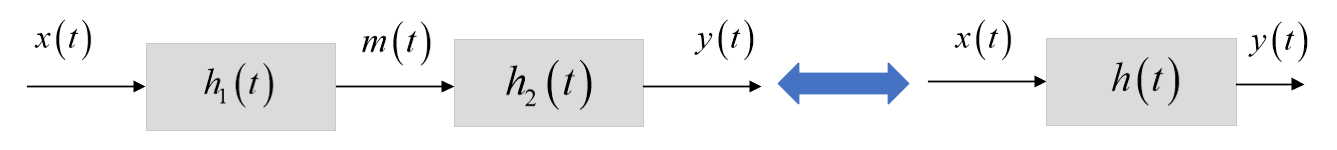 x(t) m(t) y(t) x(t) y(t)
h₁(t) h₂(t) h(t)